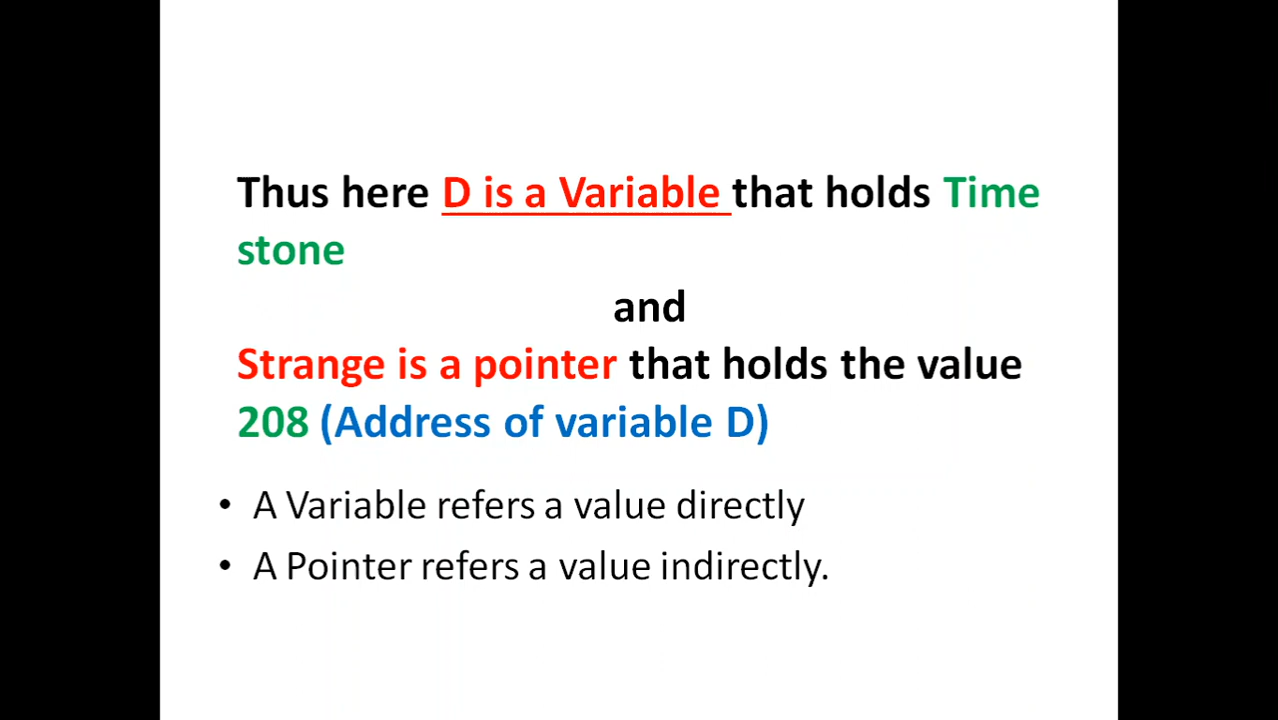 Thus here D is a Variable that holds Time
stone
and
Strange is a pointer that holds the value
208 (Address of variable D)
• A Variable refers a value directly
• A Pointer refers a value indirectly.